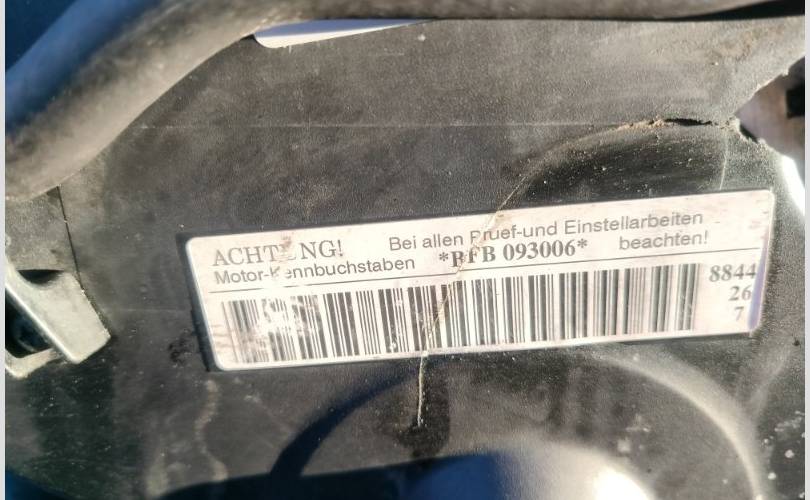 ACHTUNG! Bei allen Pruef-und Einstellarbeiten
Motor-Kennbuchstaben *BFB 093006* beachten!
8844
26
7